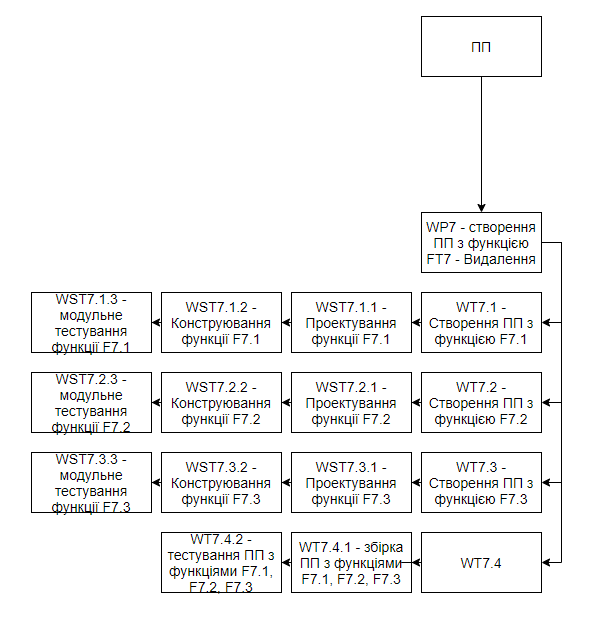 ПП
WP7 - створення
ПП з функцією
FT7 - Видалення
WST7.1.3 -
модульне
тестування
функції F7.1
WST7.1.2 -
Конструювання
функції F7.1
WST7.1.1 -
Проектування
функції F7.1
WT7.1 -
Створення ПП з
функцією F7.1
WST7.2.3 -
модульне
тестування
функції F7.2
WST7.2.2 -
Конструювання
функції F7.2
WST7.2.1 -
Проектування
функції F7.2
WT7.2 -
Створення ПП з
функцією F7.2
WST7.3.3 -
модульне
тестування
функції F7.3
WST7.3.2 -
Конструювання
функції F7.3
WST7.3.1 -
Проектування
функції F7.3
WT7.3 -
Створення ПП з
функцією F7.3
WT7.4.2 -
тестування ПП з
функціями F7.1,
F7.2, F7.3
WT7.4.1 - збірка
ПП з функціями
F7.1, F7.2, F7.3
WT7.4